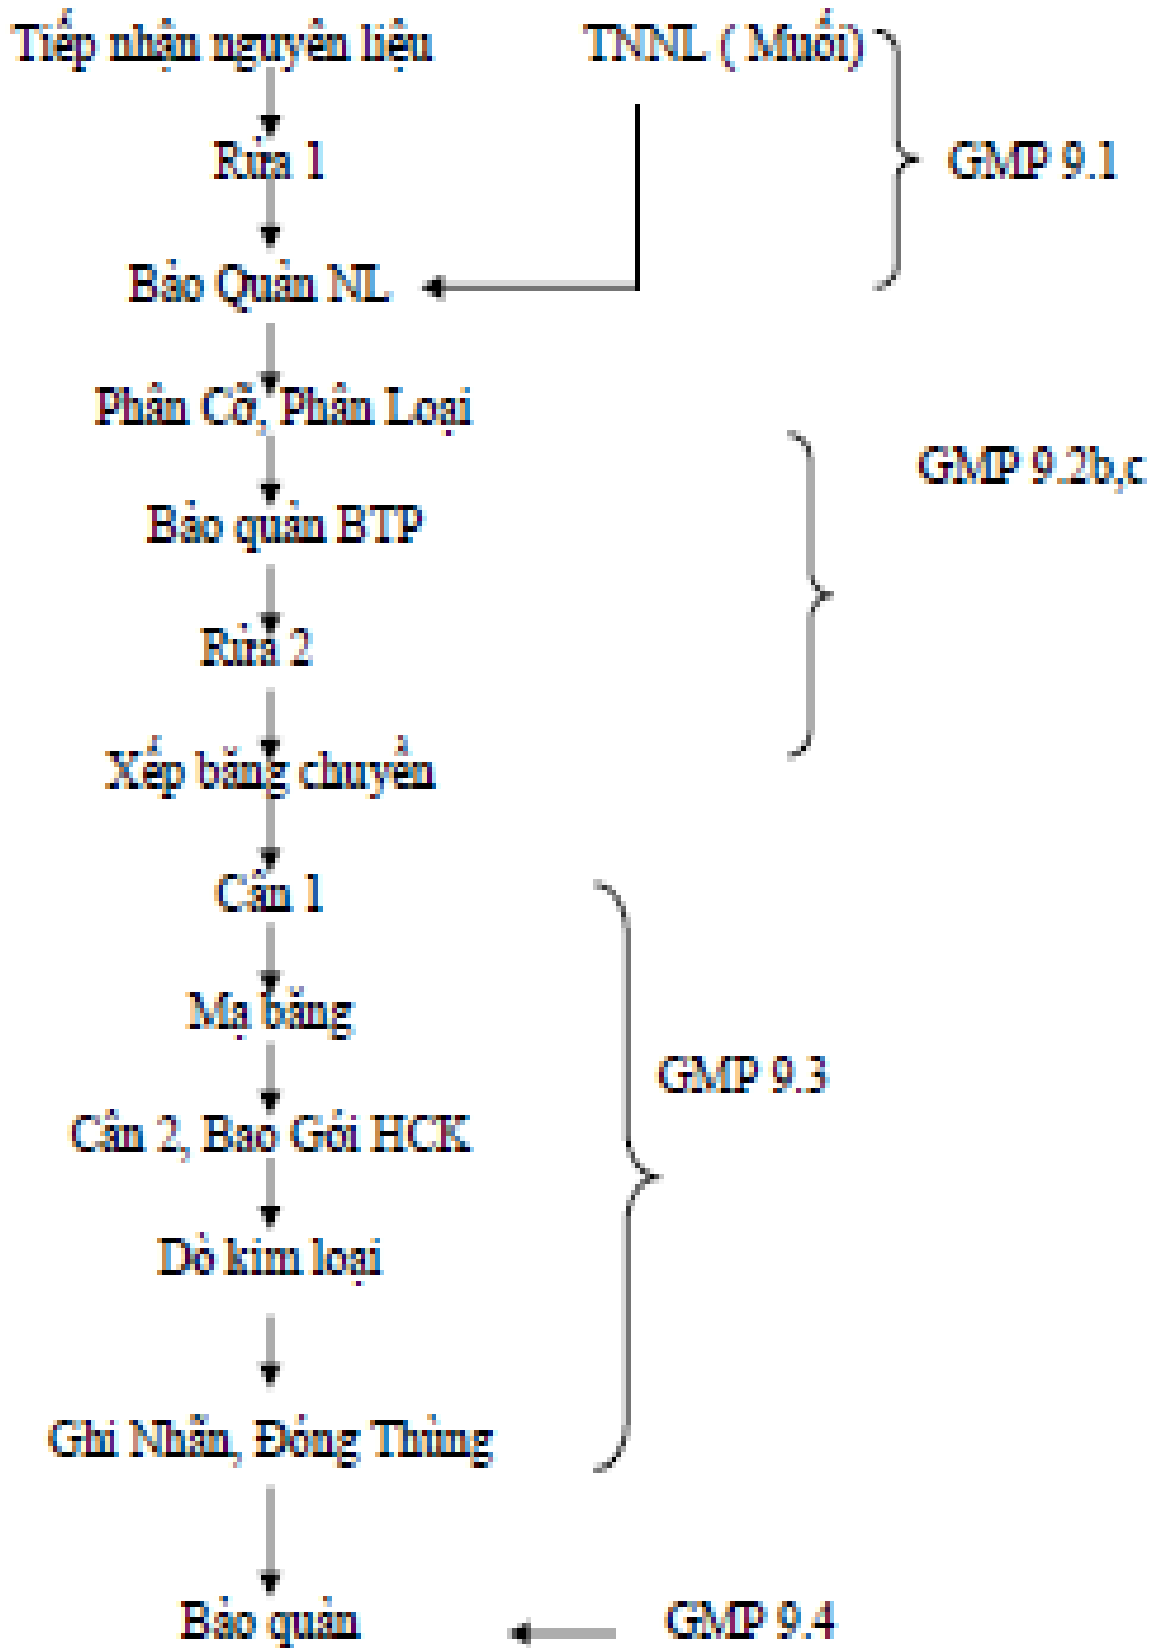 Tiếp nhận nguyên liệu
TNNL ( Muối)
Rửa 1
GMP 9.1
Bảo Quản NL
Phân Cỡ, Phân Loại
GMP 9.2b,c
Bảo quản BTP
Rửa 2
Xếp băng chuyền
Cấn 1
Mạ băng
GMP 9.3
Cân 2, Bao Gói HCK
Dò kim loại
Ghi Nhãn, Đóng Thùng
Bảo quản
GMP 9.4